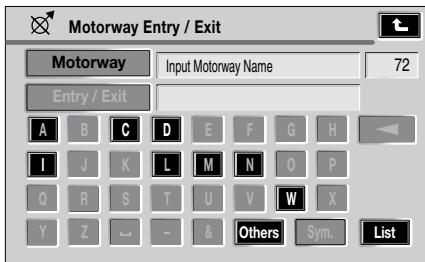 Motorway Entry / Exit
Motorway Input Motorway Name 72
Entry / Exit
A B C D E F G H
I J K L M N O P
Q R S T U V W X
Y Z - & Others Sym. List